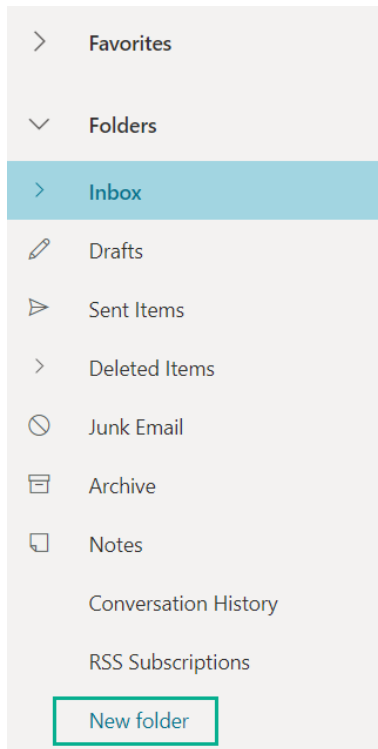 Favorites
Folders
Inbox
Drafts
Sent Items
Deleted Items
Junk Email
Archive
Notes
Conversation History
RSS Subscriptions
New folder